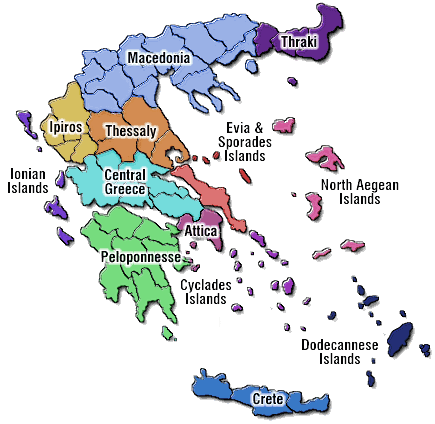 Thraki
Macedonia
Ipiros
Thessaly
Evia &
Sporades
Islands
Ionian
Islands
Central
Greece
North Aegean
Islands
Attica
Peloponnesse
Cyclades
Islands
Dodecannese
Islands
Crete